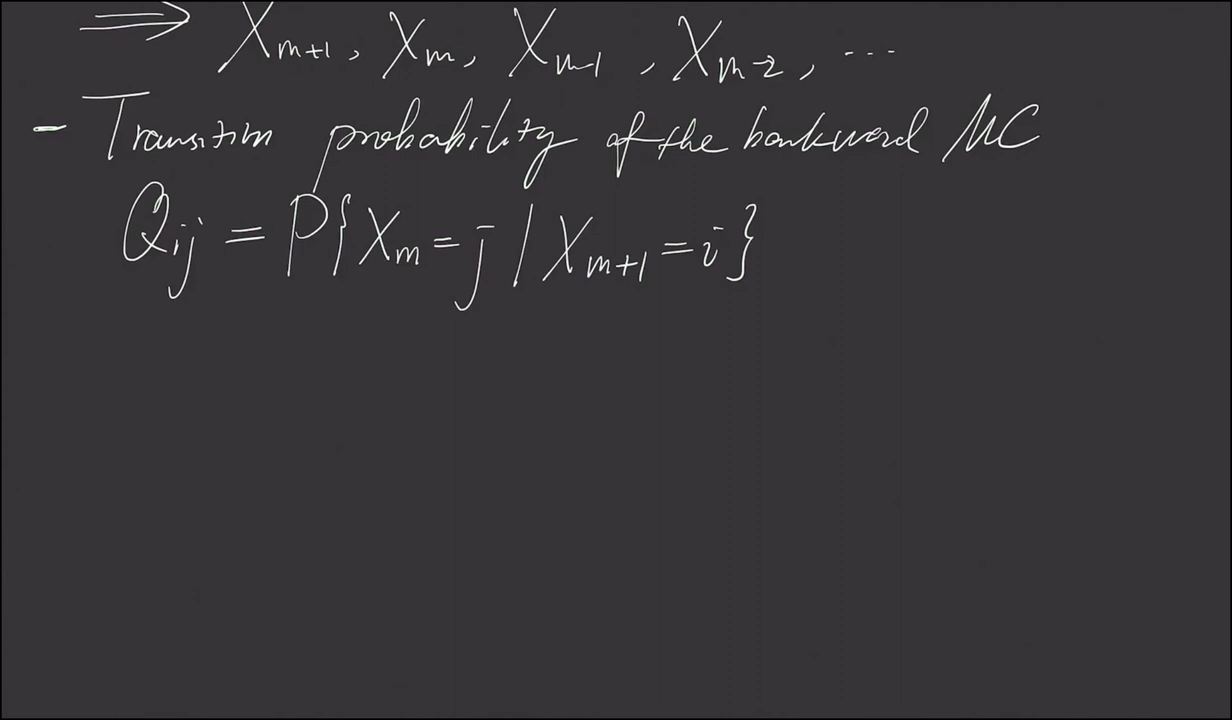 ⟹ X_{m+1}, X_m, X_{m-1}, X_{m-2}, ...
- Transition probability of the backward MC
Q_{ij} = P{X_m = j | X_{m+1} = i}